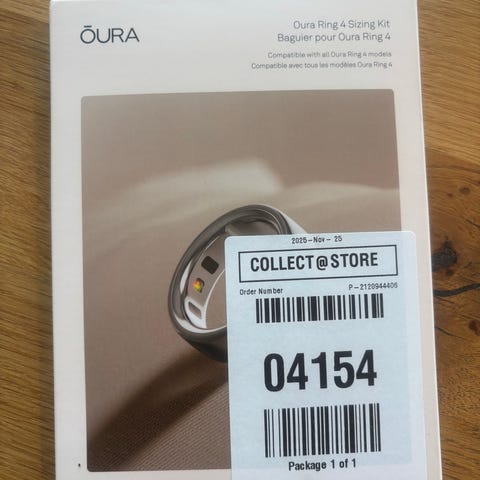 ŌURA
Oura Ring 4 Sizing Kit
Baguier pour Oura Ring 4
Compatible with all Oura Ring 4 models
Compatible avec tous les modèles Oura Ring 4
2025-Nov-25
COLLECT@STORE
Order Number P-2120944406
04154
Package 1 of 1